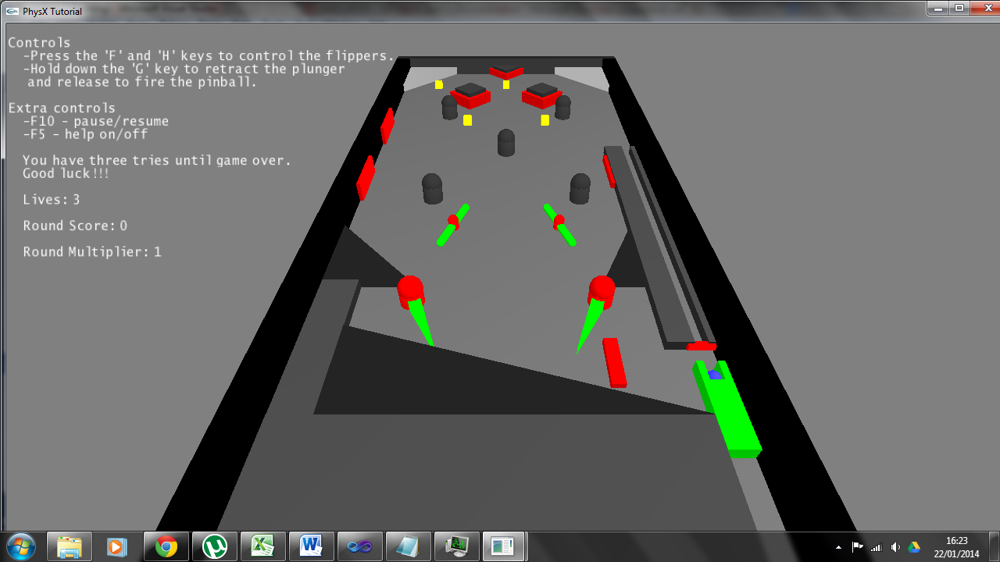 PhysX Tutorial
Controls
-Press the 'F' and 'H' keys to control the flippers.
-Hold down the 'G' key to retract the plunger
and release to fire the pinball.
Extra controls
-F10 - pause/resume
-F5 - help on/off
You have three tries until game over.
Good luck!!!
Lives: 3
Round Score: 0
Round Multiplier: 1
16:23
22/01/2014